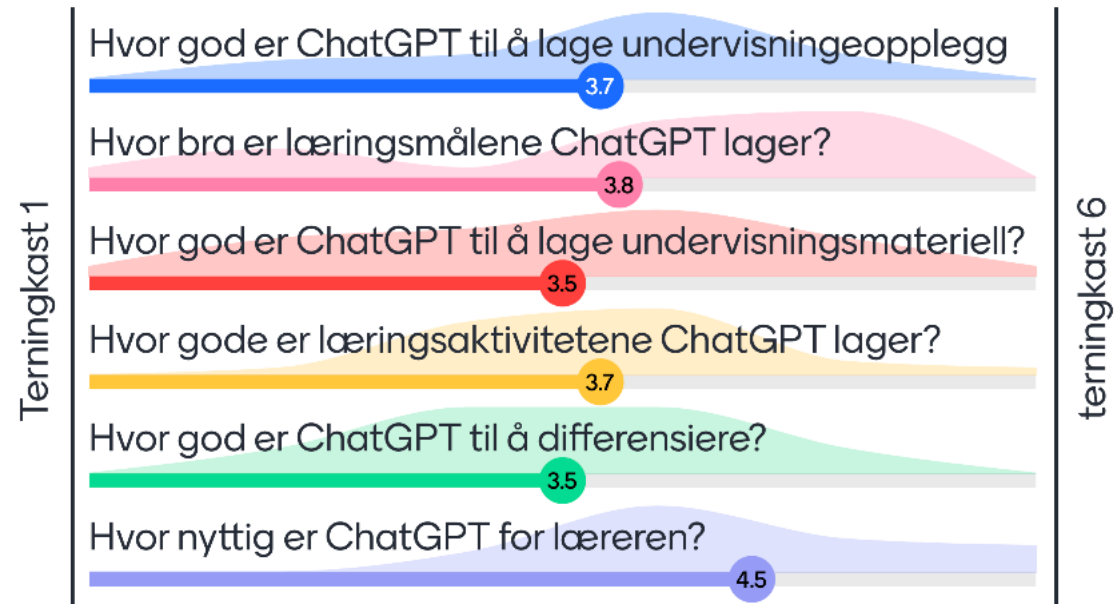 Terningkast 1
Hvor god er ChatGPT til å lage undervisningeopplegg
3.7
Hvor bra er læringsmålene ChatGPT lager?
3.8
Hvor god er ChatGPT til å lage undervisningsmateriell?
3.5
Hvor gode er læringsaktivitetene ChatGPT lager?
3.7
Hvor god er ChatGPT til å differensiere?
3.5
Hvor nyttig er ChatGPT for læreren?
4.5
terningkast 6